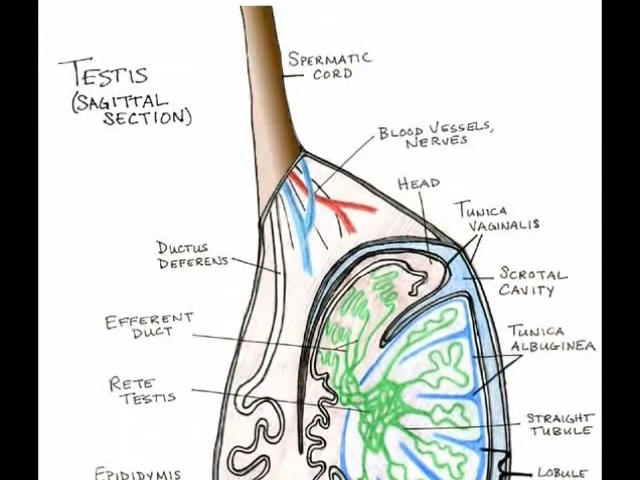 TESTIS
(SAGITTAL
SECTION)
SPERMATIC
CORD
BLOOD VESSELS,
NERVES
HEAD
TUNICA
VAGINALIS
DUCTUS
DEFERENS
SCROTAL
CAVITY
EFFERENT
DUCT
TUNICA
ALBUGINEA
RETE
TESTIS
STRAIGHT
TUBULE
EPIDIDYMIS
LOBULE